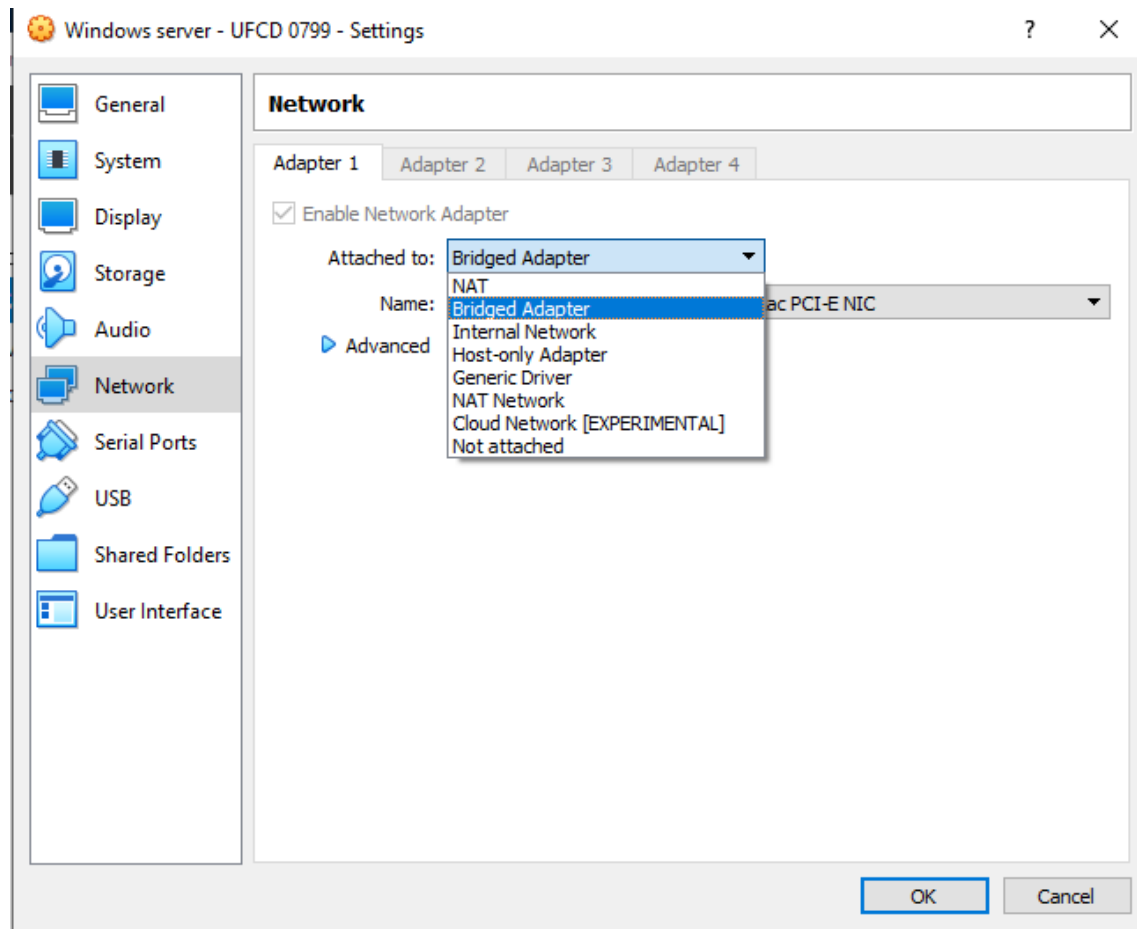 Windows server - UFCD 0799 - Settings
?
General
System
Display
Storage
Audio
Network
Serial Ports
USB
Shared Folders
User Interface
Network
Adapter 1 Adapter 2 Adapter 3 Adapter 4
Enable Network Adapter
Attached to: Bridged Adapter
Name: ac PCI-E NIC
Advanced
NAT
Bridged Adapter
Internal Network
Host-only Adapter
Generic Driver
NAT Network
Cloud Network [EXPERIMENTAL]
Not attached
OK Cancel